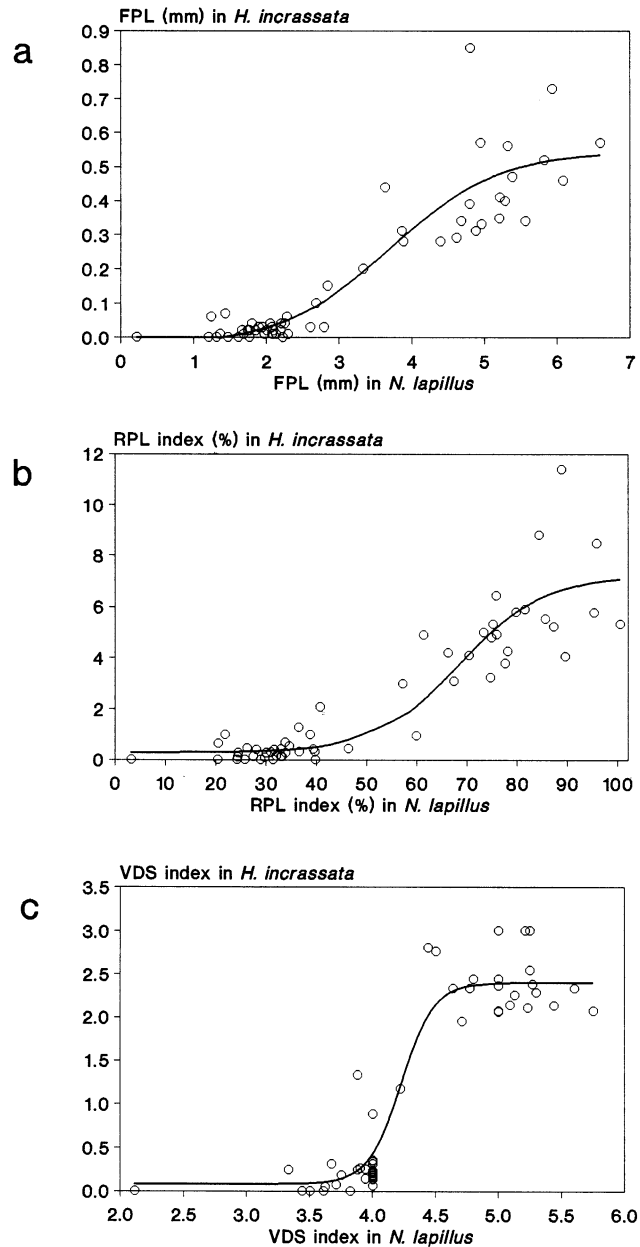 FPL (mm) in H. incrassata
a
0.9
0.8
0.7
0.6
0.5
0.4
0.3
0.2
0.1
0.0
0 1 2 3 4 5 6 7
FPL (mm) in N. lapillus
RPL index (%) in H. incrassata
b
12
10
8
6
4
2
0
0 10 20 30 40 50 60 70 80 90 100
RPL index (%) in N. lapillus
VDS index in H. incrassata
c
3.5
3.0
2.5
2.0
1.5
1.0
0.5
0.0
2.0 2.5 3.0 3.5 4.0 4.5 5.0 5.5 6.0
VDS index in N. lapillus